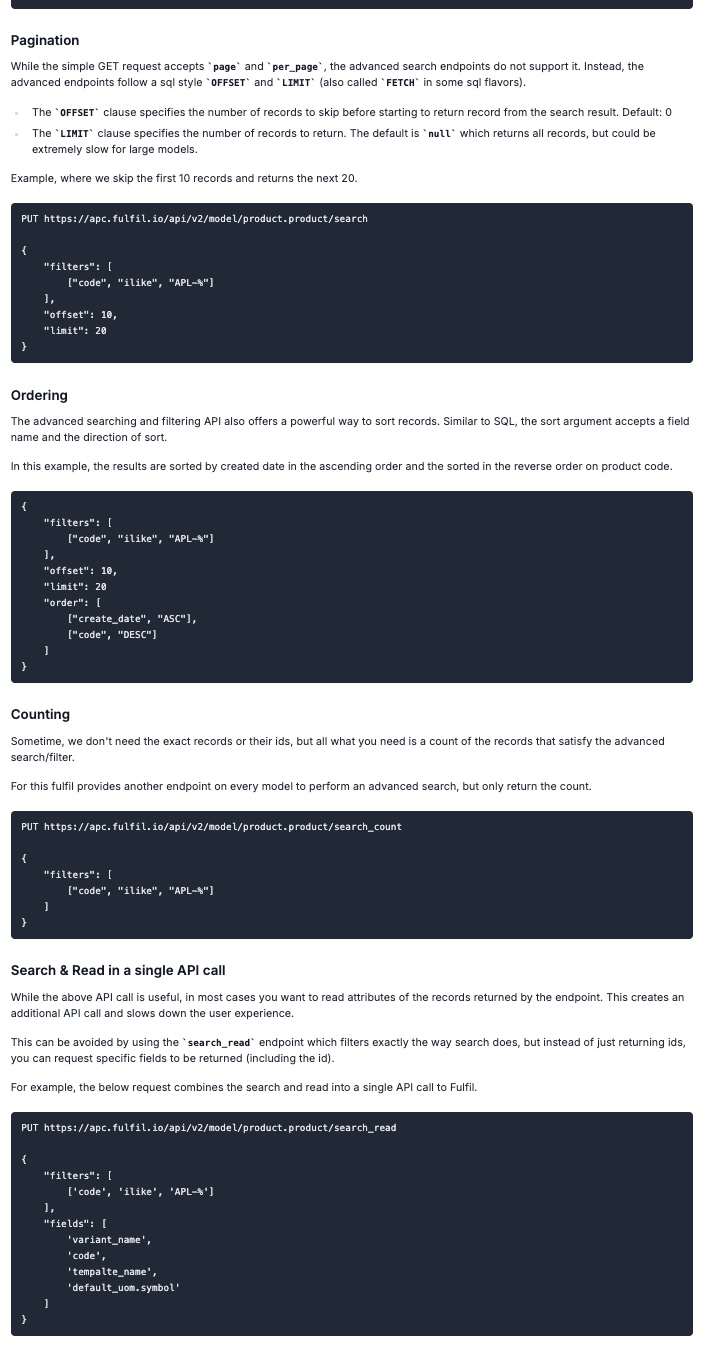 Pagination
While the simple GET request accepts `page` and `per_page`, the advanced search endpoints do not support it. Instead, the
advanced endpoints follow a sql style `OFFSET` and `LIMIT` (also called `FETCH` in some sql flavors).
The `OFFSET` clause specifies the number of records to skip before starting to return record from the search result. Default: 0
The `LIMIT` clause specifies the number of records to return. The default is `null` which returns all records, but could be
extremely slow for large models.
Example, where we skip the first 10 records and returns the next 20.
PUT https://apc.fulfil.io/api/v2/model/product.product/search
{
    "filters": [
        ["code", "ilike", "APL-%"]
    ],
    "offset": 10,
    "limit": 20
}
Ordering
The advanced searching and filtering API also offers a powerful way to sort records. Similar to SQL, the sort argument accepts a field
name and the direction of sort.
In this example, the results are sorted by created date in the ascending order and the sorted in the reverse order on product code.
{
    "filters": [
        ["code", "ilike", "APL-%"]
    ],
    "offset": 10,
    "limit": 20
    "order": [
        ["create_date", "ASC"],
        ["code", "DESC"]
    ]
}
Counting
Sometime, we don't need the exact records or their ids, but all what you need is a count of the records that satisfy the advanced
search/filter.
For this fulfil provides another endpoint on every model to perform an advanced search, but only return the count.
PUT https://apc.fulfil.io/api/v2/model/product.product/search_count
{
    "filters": [
        ["code", "ilike", "APL-%"]
    ]
}
Search & Read in a single API call
While the above API call is useful, in most cases you want to read attributes of the records returned by the endpoint. This creates an
additional API call and slows down the user experience.
This can be avoided by using the `search_read` endpoint which filters exactly the way search does, but instead of just returning ids,
you can request specific fields to be returned (including the id).
For example, the below request combines the search and read into a single API call to Fulfil.
PUT https://apc.fulfil.io/api/v2/model/product.product/search_read
{
    "filters": [
        ['code', 'ilike', 'APL-%']
    ],
    "fields": [
        'variant_name',
        'code',
        'tempalte_name',
        'default_uom.symbol'
    ]
}